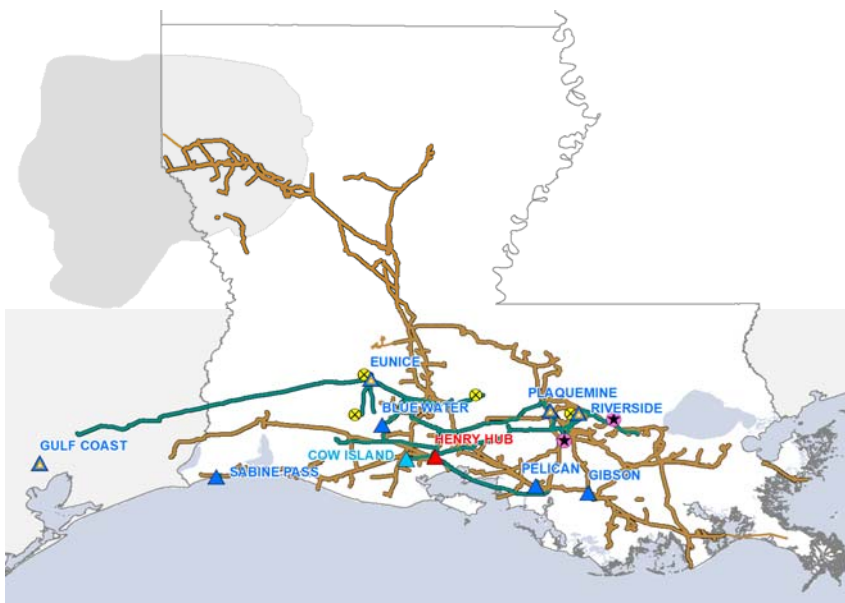 EUNICE
PLAQUEMINE
BLUE WATER
RIVERSIDE
GULF COAST
HENRY HUB
COW ISLAND
SABINE PASS
PELICAN
GIBSON